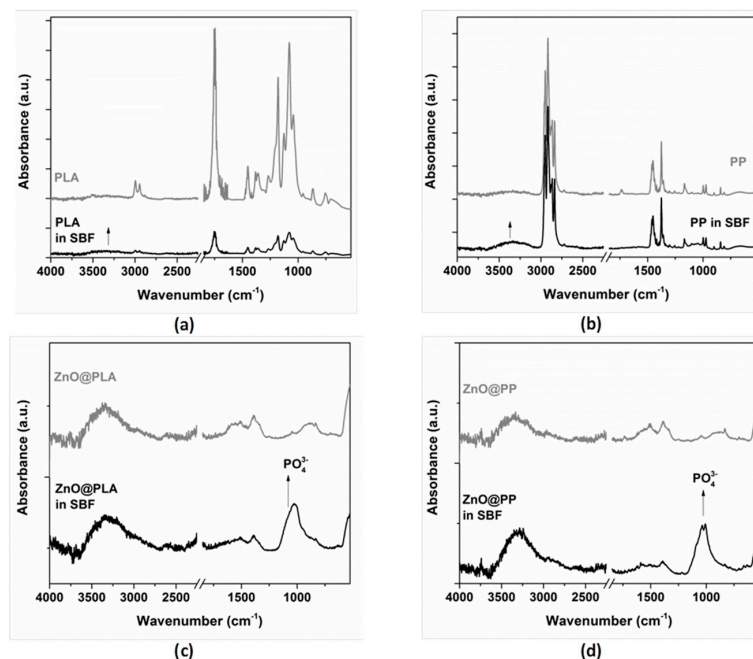 Absorbance (a.u.)
PLA
PLA
in SBF
4000 3500 3000 2500 1500 1000
Wavenumber (cm-1)
(a)
Absorbance (a.u.)
PP
PP in SBF
4000 3500 3000 2500 1500 1000
Wavenumber (cm-1)
(b)
Absorbance (a.u.)
ZnO@PLA
ZnO@PLA
in SBF
PO43-
4000 3500 3000 2500 1500 1000
Wavenumber (cm-1)
(c)
Absorbance (a.u.)
ZnO@PP
ZnO@PP
in SBF
PO43-
4000 3500 3000 2500 1500 1000
Wavenumber (cm-1)
(d)